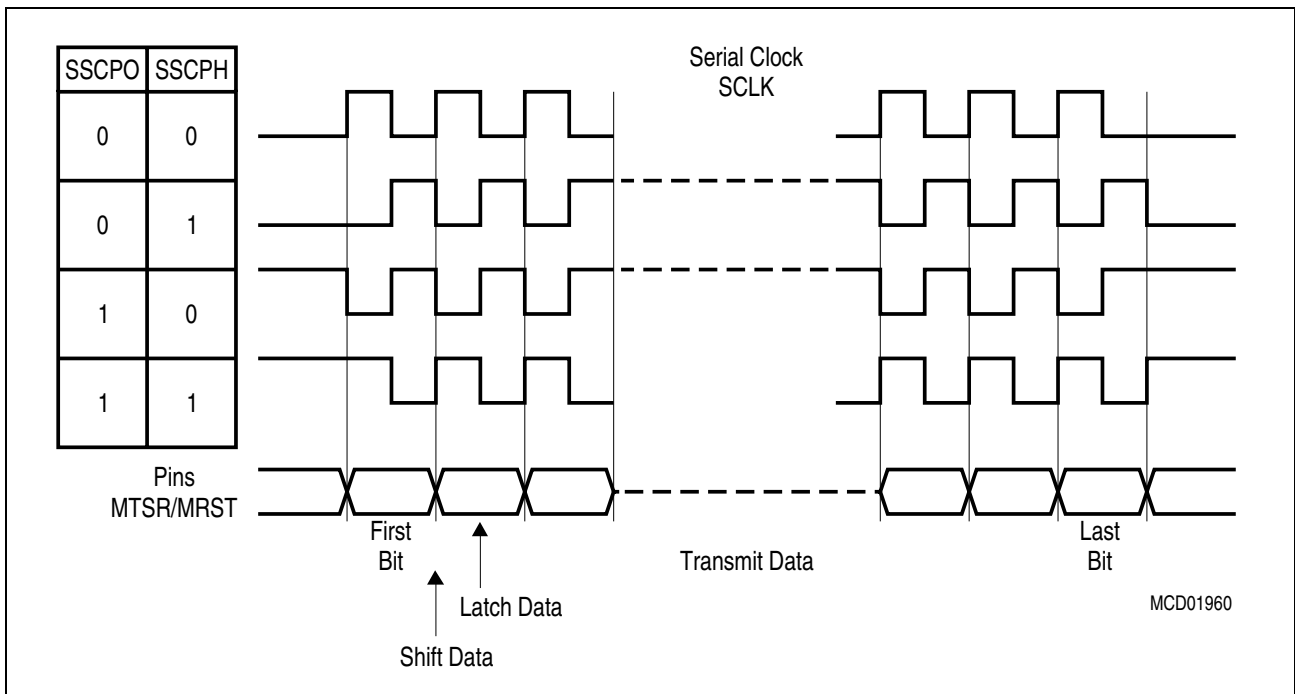 SSCPO SSCPH
0 0
0 1
1 0
1 1
Serial Clock
SCLK
Pins
MTSR/MRST
First
Bit
Latch Data
Shift Data
Transmit Data
Last
Bit
MCD01960